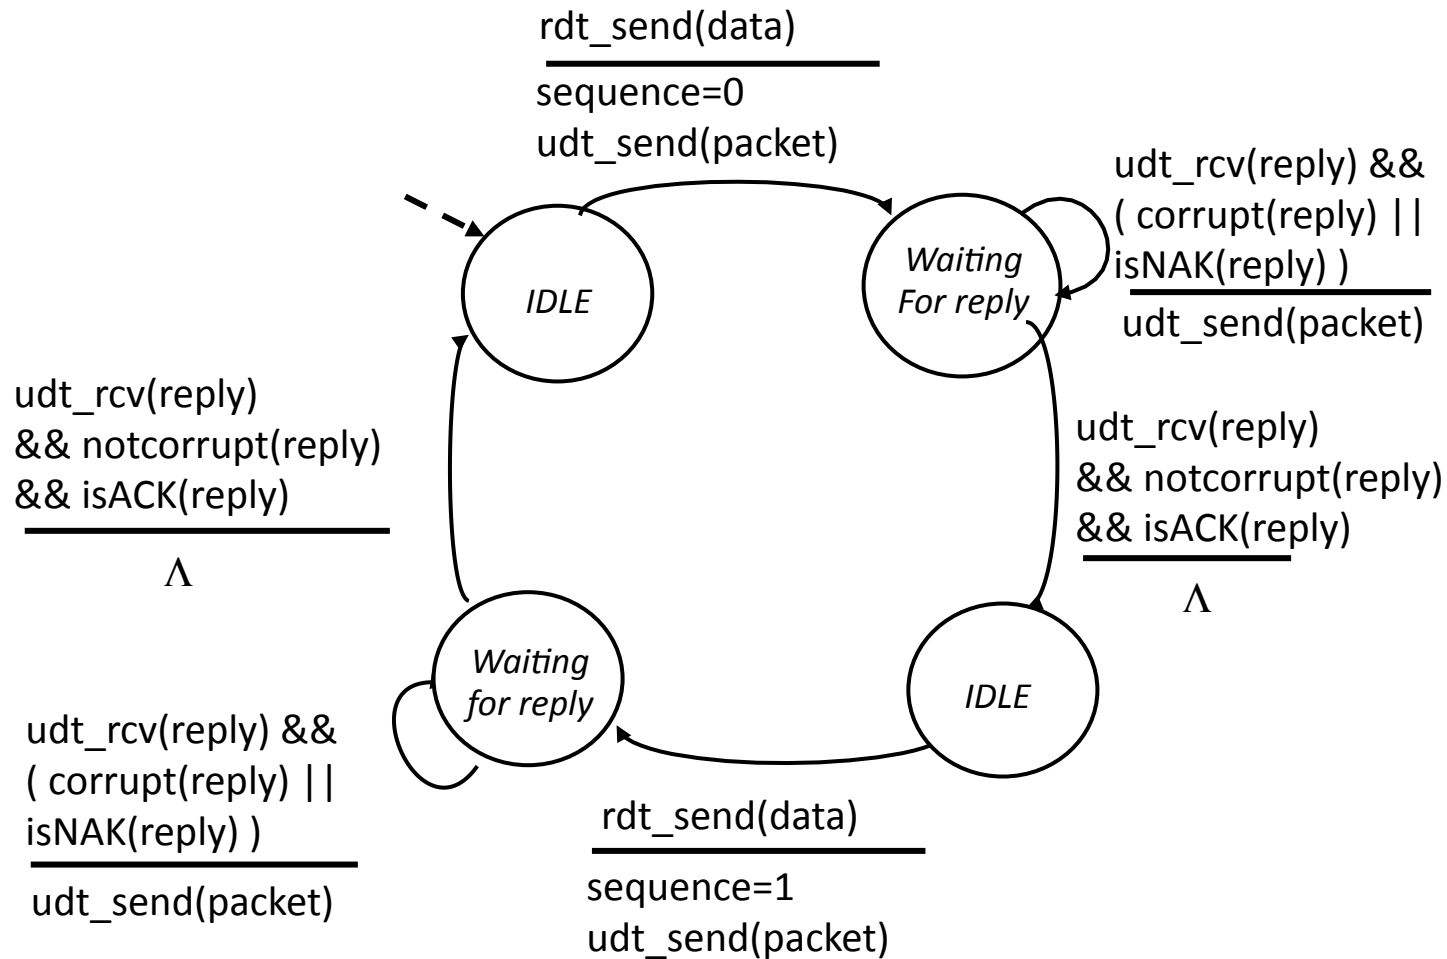 rdt_send(data)
sequence=0
udt_send(packet)
udt_rcv(reply) &&
( corrupt(reply) ||
isNAK(reply) )
udt_send(packet)
IDLE
Waiting
For reply
udt_rcv(reply)
&& notcorrupt(reply)
&& isACK(reply)
Λ
udt_rcv(reply)
&& notcorrupt(reply)
&& isACK(reply)
Λ
Waiting
for reply
IDLE
udt_rcv(reply) &&
( corrupt(reply) ||
isNAK(reply) )
udt_send(packet)
rdt_send(data)
sequence=1
udt_send(packet)